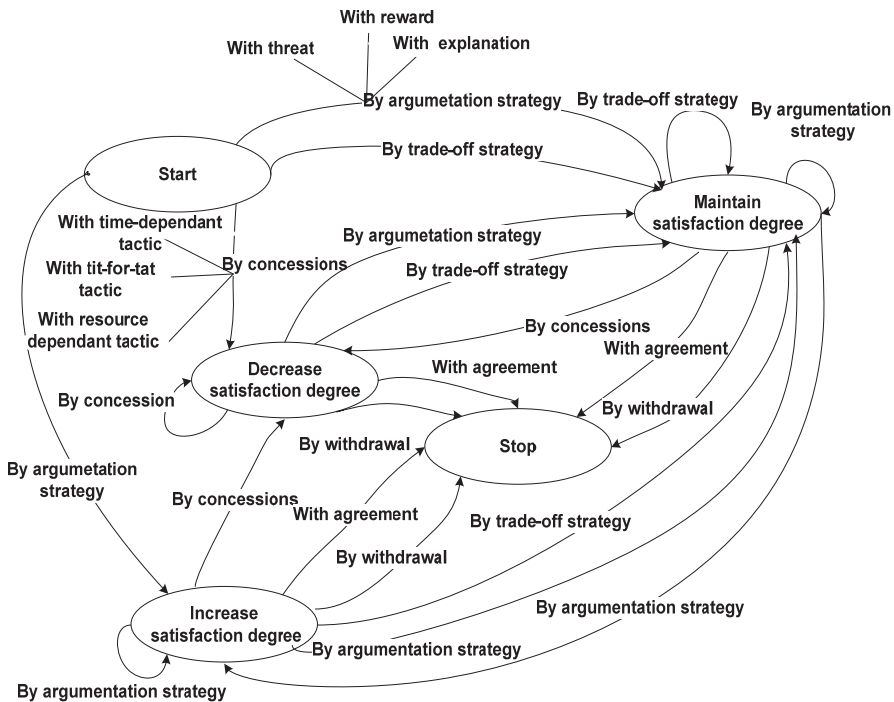 With reward
With threat
With explanation
By argumetation strategy
By trade-off strategy
By argumentation
strategy
By trade-off strategy
Start
Maintain
satisfaction degree
With time-dependant
tactic
By argumetation strategy
By concessions
With tit-for-tat
tactic
By trade-off strategy
With resource
dependant tactic
By concessions
With agreement
Decrease
satisfaction degree
With agreement
By concession
By withdrawal
By withdrawal
Stop
By argumetation
strategy
By concessions
With agreement
By trade-off strategy
By withdrawal
Increase
satisfaction degree
By argumentation strategy
By argumentation strategy
By argumentation strategy